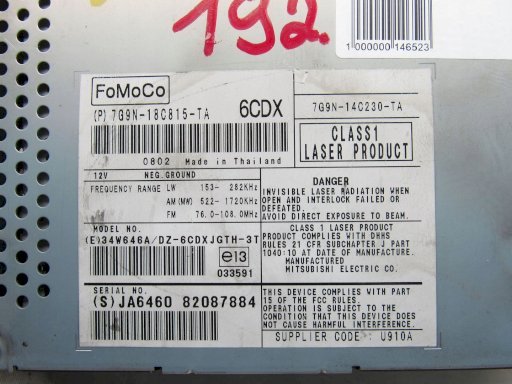 192.
1 000000 146523
FoMoCo
(P) 7G9N-18C815-TA
6CDX
7G9N-14C230-TA
CLASS1
LASER PRODUCT
0802 Made in Thailand
12V NEG.GROUND
FREQUENCY RANGE LW 153- 282KHz
AM(MW) 522-1720KHz
FM 76.0-108.0MHz
DANGER
INVISIBLE LASER RADIATION WHEN
OPEN AND INTERLOCK FAILED OR
DEFEATED.
AVOID DIRECT EXPOSURE TO BEAM.
MODEL NO.
(E)34W646A/DZ-6CDXJGTH-3T
e13
033591
CLASS 1 LASER PRODUCT
PRODUCT COMPLIES WITH DHHS
RULES 21 CFR SUBCHAPTER J PART
1040:10 AT DATE OF MANUFACTURE.
MANUFACTURED
MITSUBISHI ELECTRIC CO.
SERIAL NO.
(S)JA6460 82087884
THIS DEVICE COMPLIES WITH PART
15 OF THE FCC RULES.
OPERATION IS SUBJECT TO THE
CONDITION THAT THIS DEVICE DOES
NOT CAUSE HARMFUL INTERFERENCE.
SUPPLIER CODE: U910A